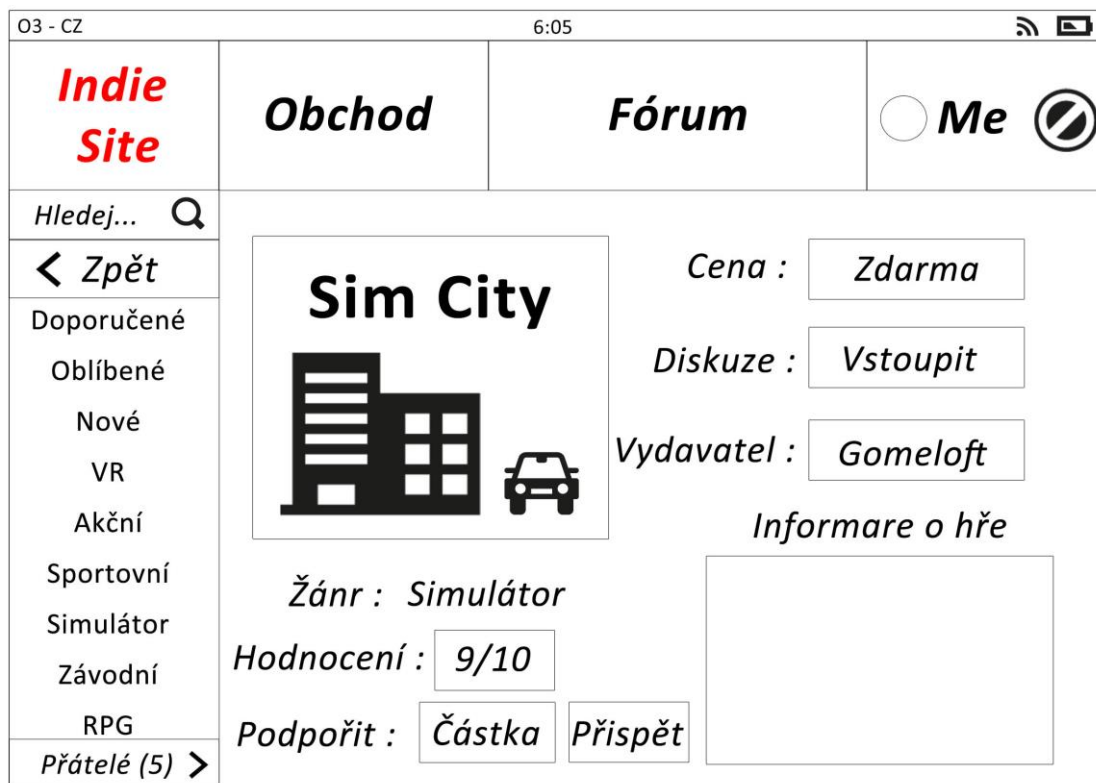 O3 - CZ
6:05
Indie
Site
Obchod
Fórum
Me
Hledej...
Zpět
Doporučené
Oblíbené
Nové
VR
Akční
Sportovní
Simulátor
Závodní
RPG
Přátelé (5)
Sim City
Cena : Zdarma
Diskuze : Vstoupit
Vydavatel : Gomeloft
Informare o hře
Žánr : Simulátor
Hodnocení : 9/10
Podpořit : Částka Přispět